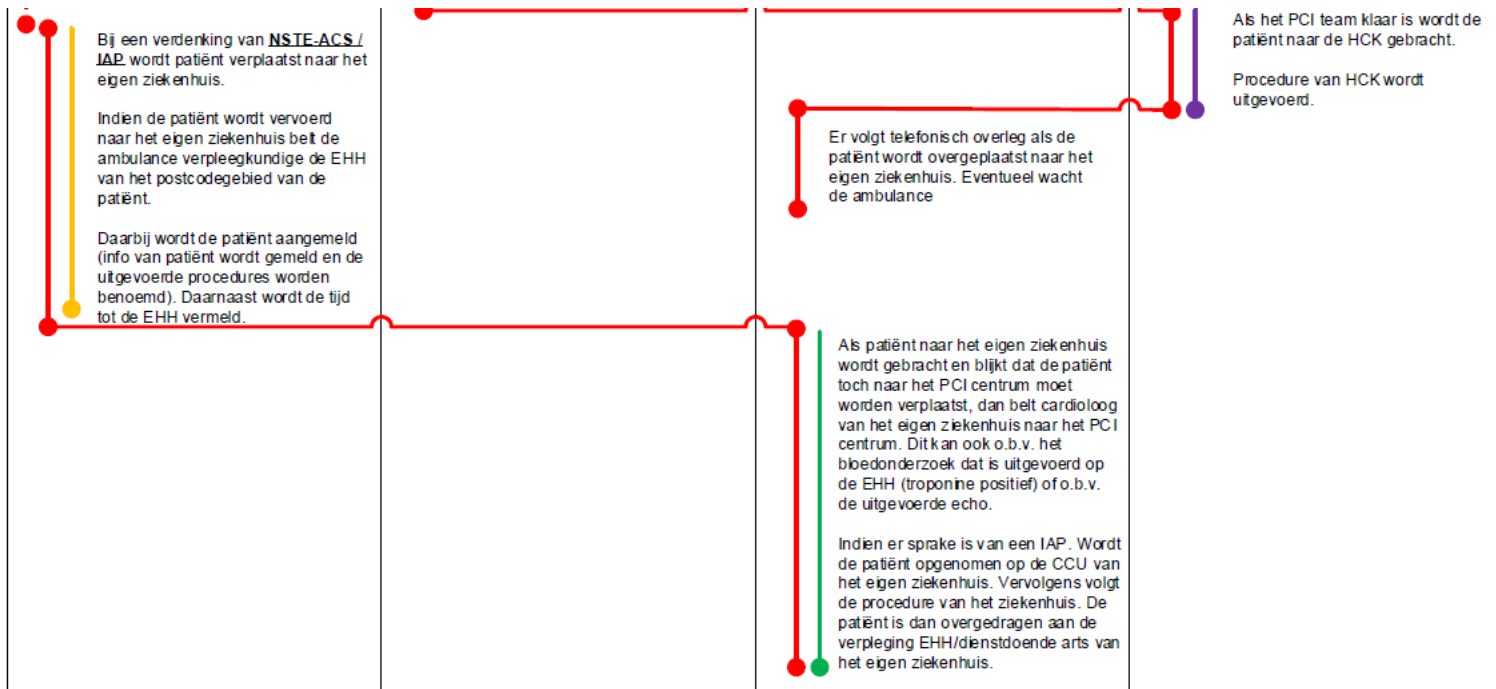 Bij een verdenking van NSTE-ACS /
IAP wordt patiënt verplaatst naar het
eigen ziekenhuis.
Indien de patiënt wordt vervoerd
naar het eigen ziekenhuis belt de
ambulance verpleegkundige de EHH
van het postcodegebied van de
patiënt.
Daarbij wordt de patiënt aangemeld
(info van patiënt wordt gemeld en de
uitgevoerde procedures worden
benoemd). Daarnaast wordt de tijd
tot de EHH vermeld.
Er volgt telefonisch overleg als de
patiënt wordt overgeplaatst naar het
eigen ziekenhuis. Eventueel wacht
de ambulance
Als patiënt naar het eigen ziekenhuis
wordt gebracht en blijkt dat de patiënt
toch naar het PCI centrum moet
worden verplaatst, dan belt cardioloog
van het eigen ziekenhuis naar het PCI
centrum. Dit kan ook o.b.v. het
bloedonderzoek dat is uitgevoerd op
de EHH (troponine positief) of o.b.v.
de uitgevoerde echo.
Indien er sprake is van een IAP. Wordt
de patiënt opgenomen op de CCU van
het eigen ziekenhuis. Vervolgens volgt
de procedure van het ziekenhuis. De
patiënt is dan overgedragen aan de
verpleging EHH/dienstdoende arts van
het eigen ziekenhuis.
Als het PCI team klaar is wordt de
patiënt naar de HCK gebracht.
Procedure van HCK wordt
uitgevoerd.